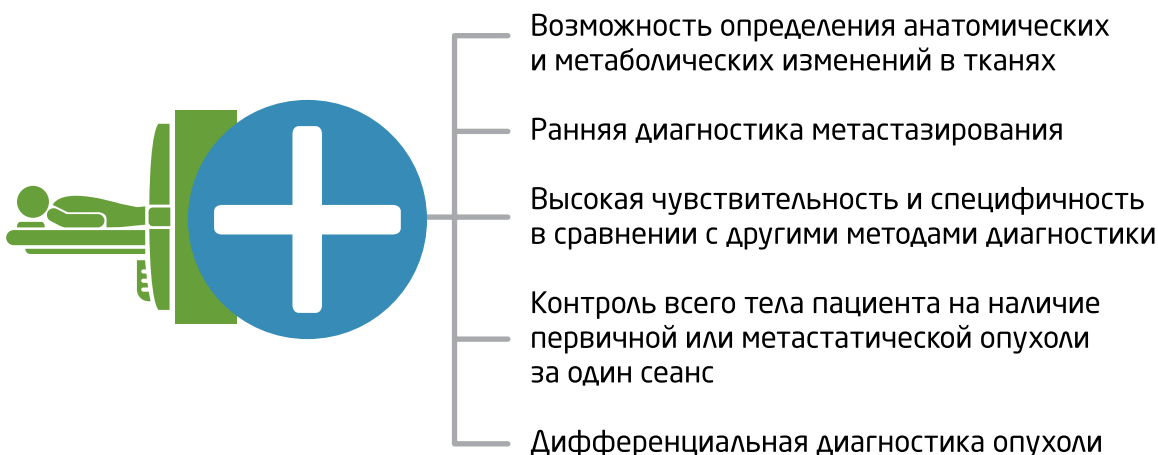 Возможность определения анатомических
и метаболических изменений в тканях
Ранняя диагностика метастазирования
Высокая чувствительность и специфичность
в сравнении с другими методами диагностики
Контроль всего тела пациента на наличие
первичной или метастатической опухоли
за один сеанс
Дифференциальная диагностика опухоли